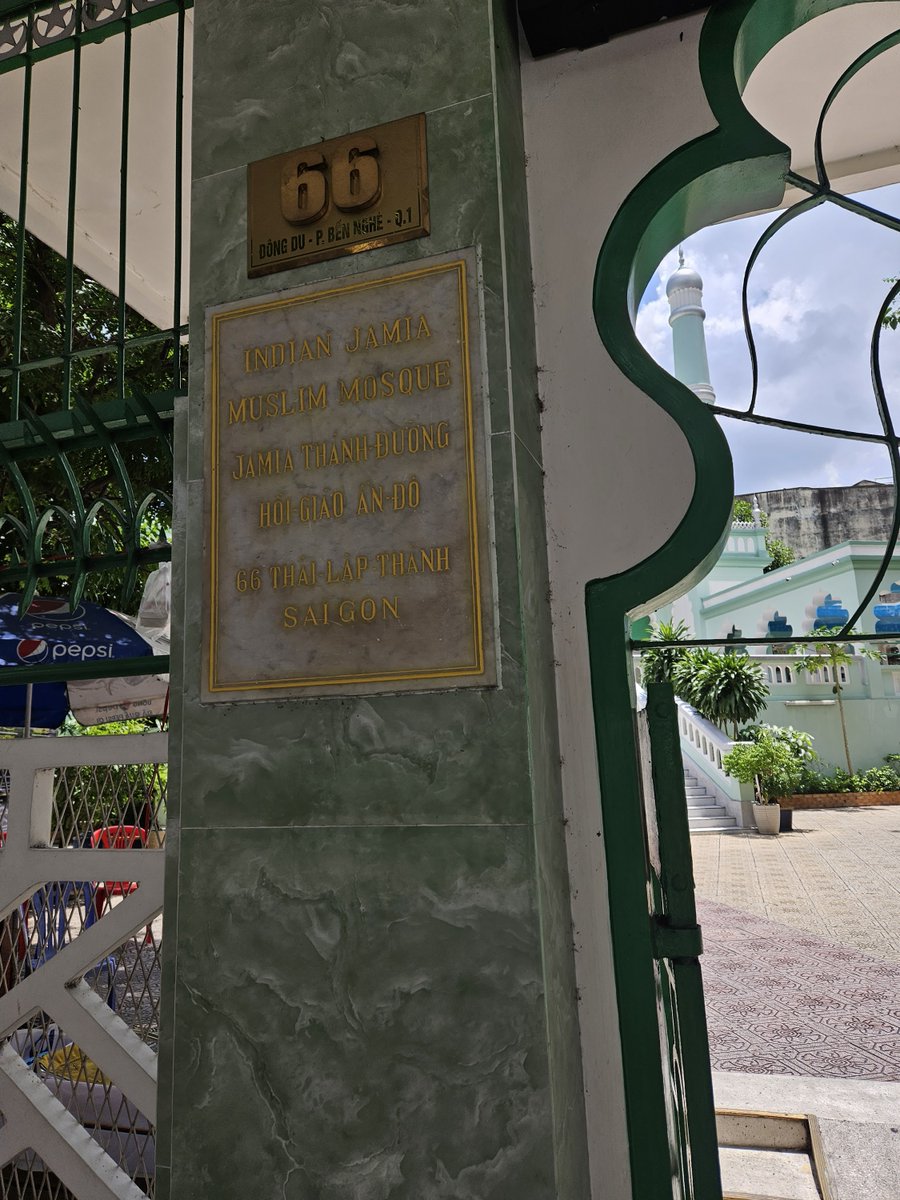 66
ĐÔNG DU - P. BẾN NGHÉ - Q.1
INDIAN JAMIA
MUSLIM MOSQUE
JAMIA THÁNH-ĐƯỜNG
HỒI-GIÁO ẤN-ĐỘ
66 THÁI-LẬP THÀNH
SAIGON
pepsi
pepsi.